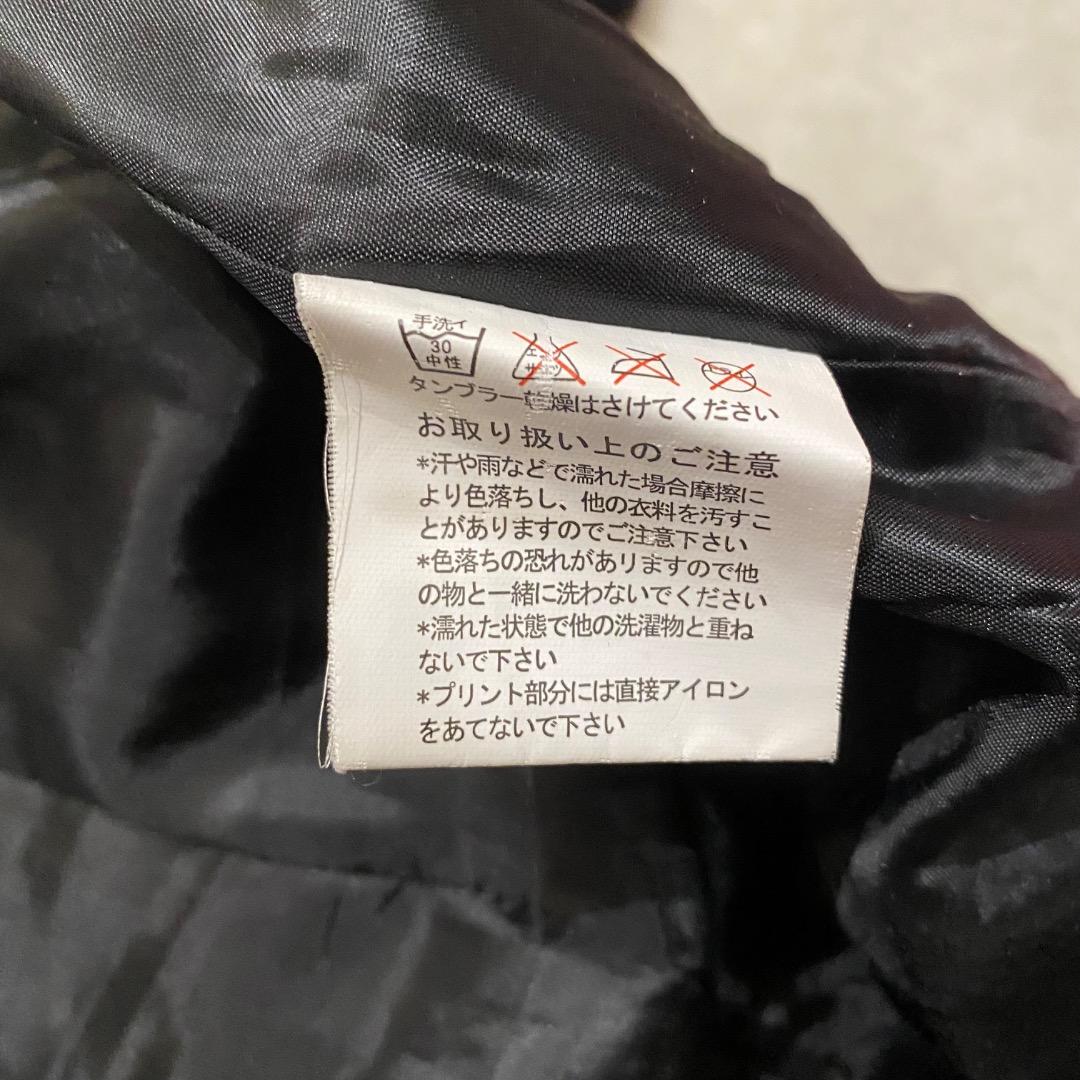 手洗イ
30
中性
エンソ
サラシ
タンブラー乾燥はさけてください
お取り扱い上のご注意
*汗や雨などで濡れた場合摩擦に
より色落ちし、他の衣料を汚すこ
とがありますのでご注意下さい
*色落ちの恐れがありますので他
の物と一緒に洗わないでください
*濡れた状態で他の洗濯物と重ね
ないで下さい
*プリント部分には直接アイロン
をあてないで下さい